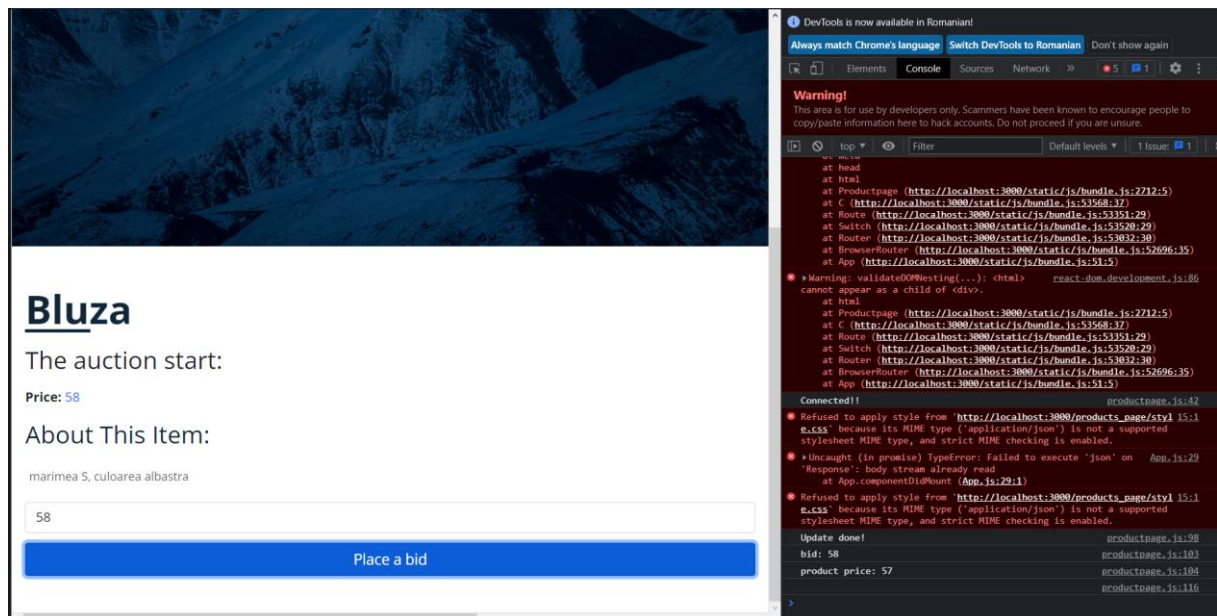 Bluza
The auction start:
Price: 58
About This Item:
marimea S, culoarea albastra
58
Place a bid
DevTools is now available in Romanian!
Always match Chrome's language Switch DevTools to Romanian Don't show again
Elements Console Sources Network » 5 1
Warning!
This area is for use by developers only. Scammers have been known to encourage people to
copy/paste information here to hack accounts. Do not proceed if you are unsure.
top ▼ Filter Default levels ▼ 1 Issue: 1
at meta
at head
at html
at Productpage (http://localhost:3000/static/js/bundle.js:2712:5)
at C (http://localhost:3000/static/js/bundle.js:53568:37)
at Route (http://localhost:3000/static/js/bundle.js:53351:29)
at Switch (http://localhost:3000/static/js/bundle.js:53520:29)
at Router (http://localhost:3000/static/js/bundle.js:53032:30)
at BrowserRouter (http://localhost:3000/static/js/bundle.js:52696:35)
at App (http://localhost:3000/static/js/bundle.js:51:5)
▶Warning: validateDOMNesting(...): <html> react-dom.development.js:86
cannot appear as a child of <div>.
at html
at Productpage (http://localhost:3000/static/js/bundle.js:2712:5)
at C (http://localhost:3000/static/js/bundle.js:53568:37)
at Route (http://localhost:3000/static/js/bundle.js:53351:29)
at Switch (http://localhost:3000/static/js/bundle.js:53520:29)
at Router (http://localhost:3000/static/js/bundle.js:53032:30)
at BrowserRouter (http://localhost:3000/static/js/bundle.js:52696:35)
at App (http://localhost:3000/static/js/bundle.js:51:5)
Connected!! productpage.js:42
Refused to apply style from 'http://localhost:3000/products_page/styl 15:1
e.css' because its MIME type ('application/json') is not a supported
stylesheet MIME type, and strict MIME checking is enabled.
▶Uncaught (in promise) TypeError: Failed to execute 'json' on App.js:29
'Response': body stream already read
at App.componentDidMount (App.js:29:1)
Refused to apply style from 'http://localhost:3000/products_page/styl 15:1
e.css' because its MIME type ('application/json') is not a supported
stylesheet MIME type, and strict MIME checking is enabled.
Update done! productpage.js:98
bid: 58 productpage.js:103
product price: 57 productpage.js:104
productpage.js:116